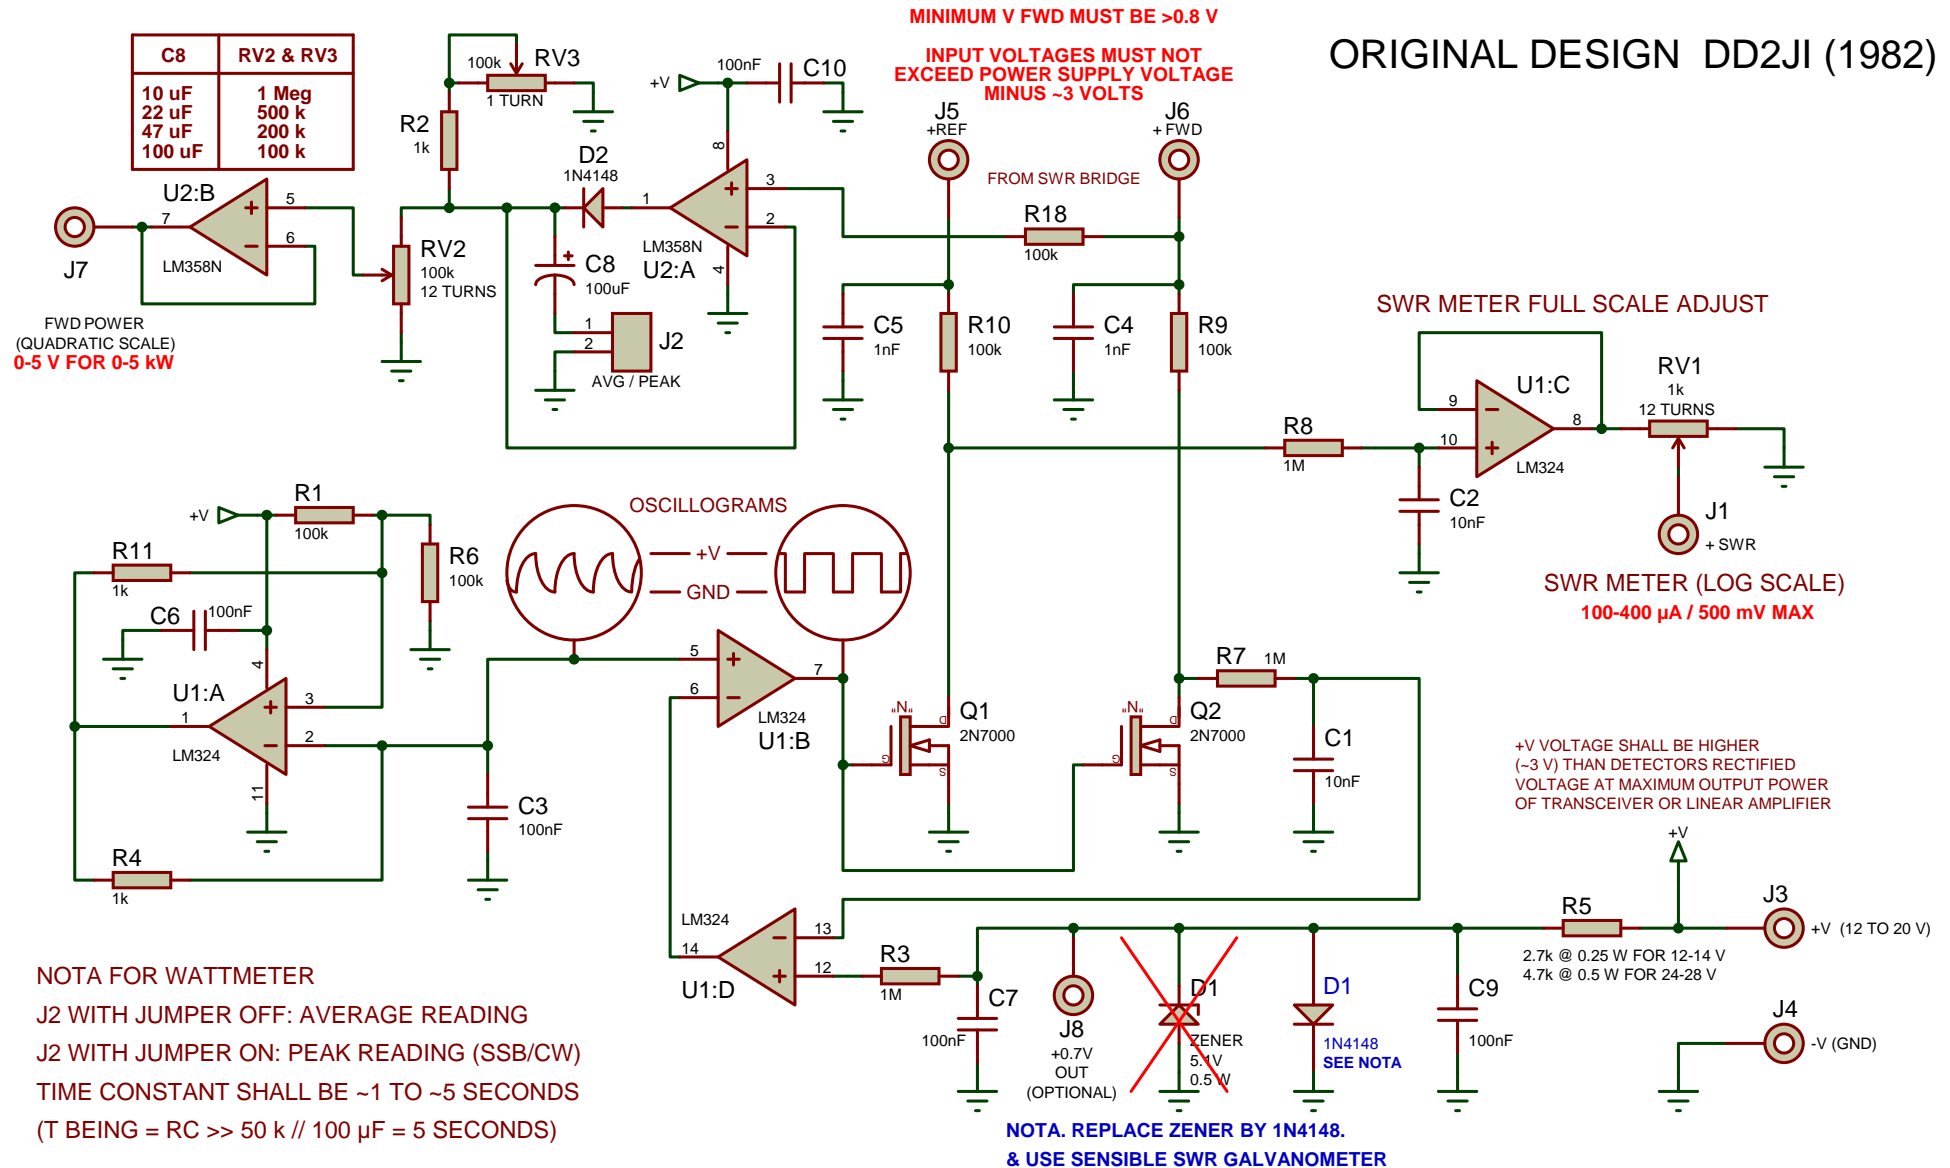 MINIMUM V FWD MUST BE >0.8 V
INPUT VOLTAGES MUST NOT
EXCEED POWER SUPPLY VOLTAGE
MINUS ~3 VOLTS
ORIGINAL DESIGN DD2JI (1982)
C8 RV2 & RV3
10 uF 1 Meg
22 uF 500 k
47 uF 200 k
100 uF 100 k
100k
RV3
1 TURN
R2
1k
+V
100nF
C10
D2
1N4148
8
1
3
2
4
LM358N
U2:A
U2:B
5
6
7
LM358N
J7
FWD POWER
(QUADRATIC SCALE)
0-5 V FOR 0-5 kW
RV2
100k
12 TURNS
C8
100uF
1
2
J2
AVG / PEAK
J5
+REF
J6
+ FWD
FROM SWR BRIDGE
R18
100k
C5
1nF
R10
100k
C4
1nF
R9
100k
SWR METER FULL SCALE ADJUST
U1:C
9
10
8
LM324
RV1
1k
12 TURNS
R8
1M
C2
10nF
J1
+ SWR
SWR METER (LOG SCALE)
100-400 µA / 500 mV MAX
+V
R1
100k
R11
1k
R6
100k
C6
100nF
4
U1:A
1
3
2
LM324
11
R4
1k
C3
100nF
OSCILLOGRAMS
+V
GND
5
6
7
LM324
U1:B
"N"
D
G
S
Q1
2N7000
"N"
D
G
S
Q2
2N7000
R7
1M
C1
10nF
+V VOLTAGE SHALL BE HIGHER
(~3 V) THAN DETECTORS RECTIFIED
VOLTAGE AT MAXIMUM OUTPUT POWER
OF TRANSCEIVER OR LINEAR AMPLIFIER
+V
LM324
14
13
12
U1:D
R3
1M
C7
100nF
J8
+0.7V
OUT
(OPTIONAL)
D1
ZENER
5.1V
0.5 W
D1
1N4148
SEE NOTA
C9
100nF
R5
2.7k @ 0.25 W FOR 12-14 V
4.7k @ 0.5 W FOR 24-28 V
J3
+V (12 TO 20 V)
J4
-V (GND)
NOTA FOR WATTMETER
J2 WITH JUMPER OFF: AVERAGE READING
J2 WITH JUMPER ON: PEAK READING (SSB/CW)
TIME CONSTANT SHALL BE ~1 TO ~5 SECONDS
(T BEING = RC >> 50 k // 100 µF = 5 SECONDS)
NOTA. REPLACE ZENER BY 1N4148.
& USE SENSIBLE SWR GALVANOMETER